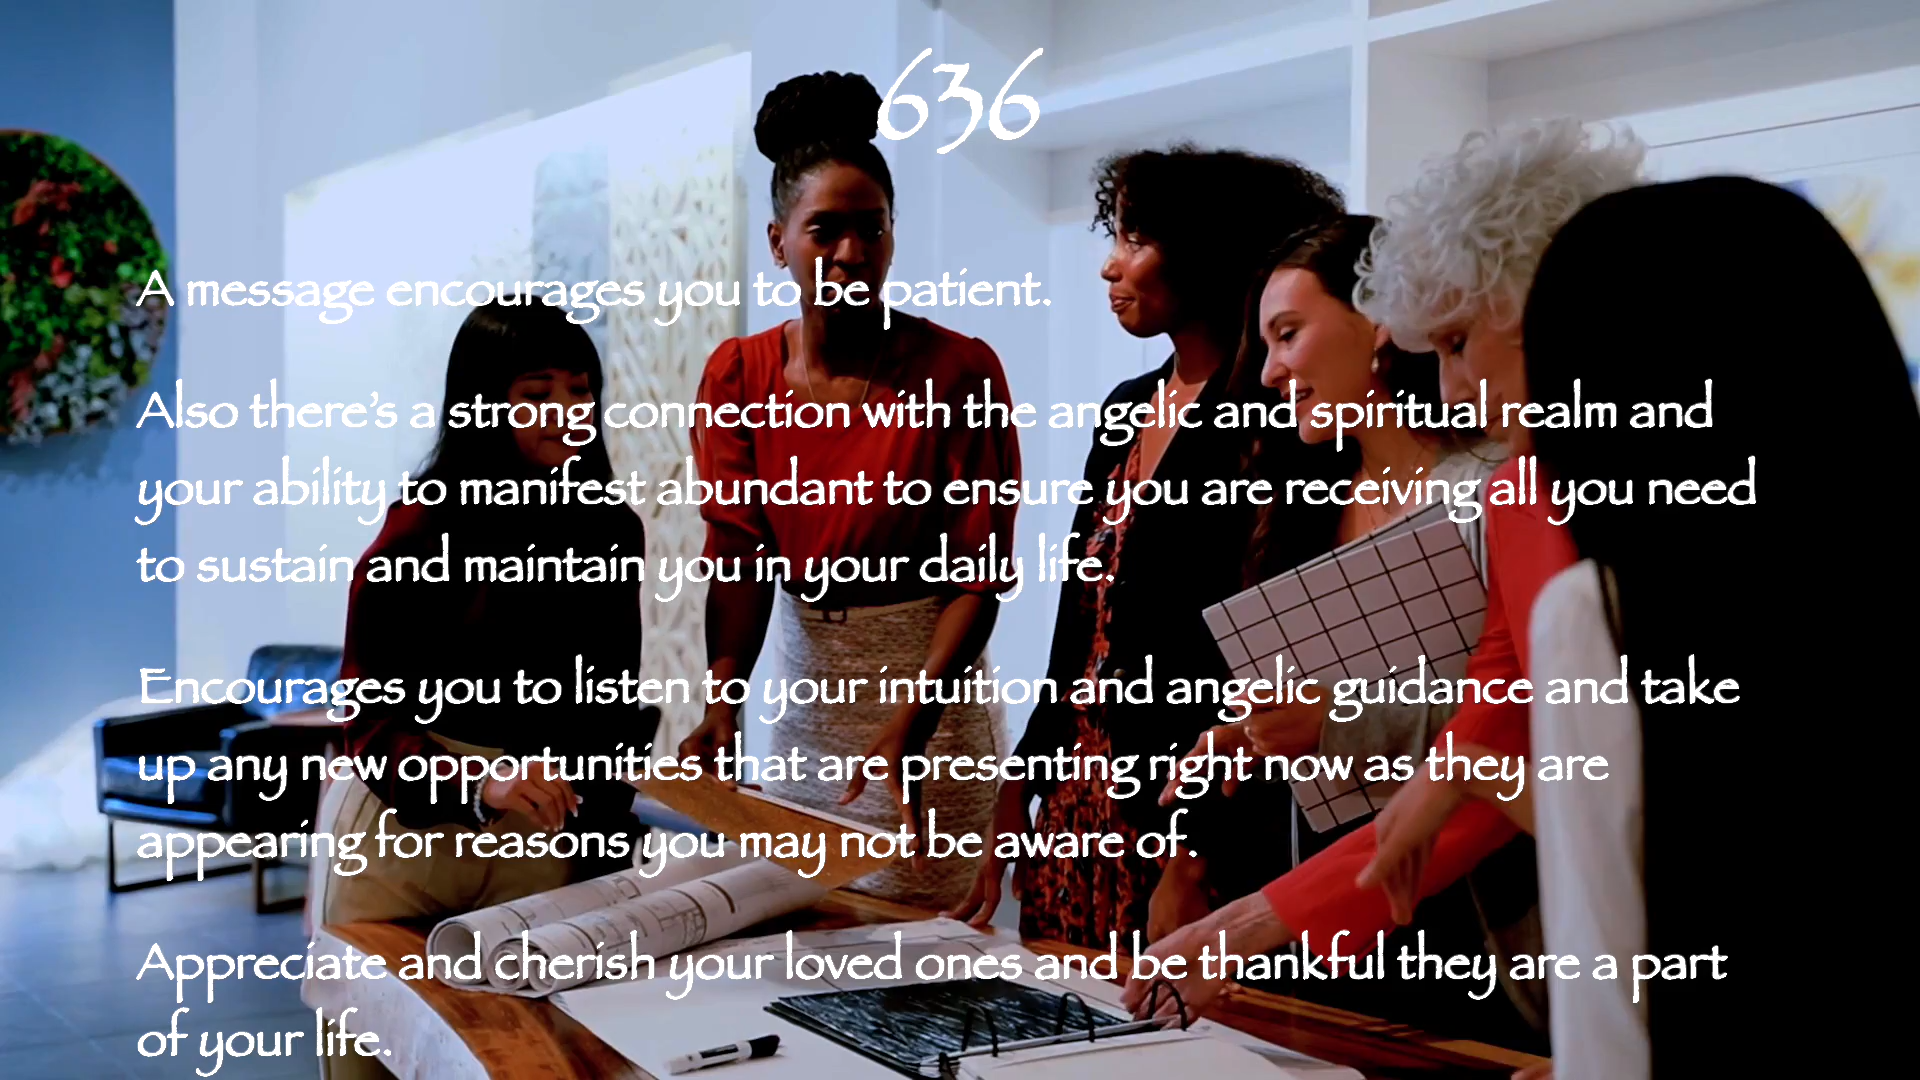 636
A message encourages you to be patient.
Also there's a strong connection with the angelic and spiritual realm and
your ability to manifest abundant to ensure you are receiving all you need
to sustain and maintain you in your daily life.
Encourages you to listen to your intuition and angelic guidance and take
up any new opportunities that are presenting right now as they are
appearing for reasons you may not be aware of.
Appreciate and cherish your loved ones and be thankful they are a part
of your life.